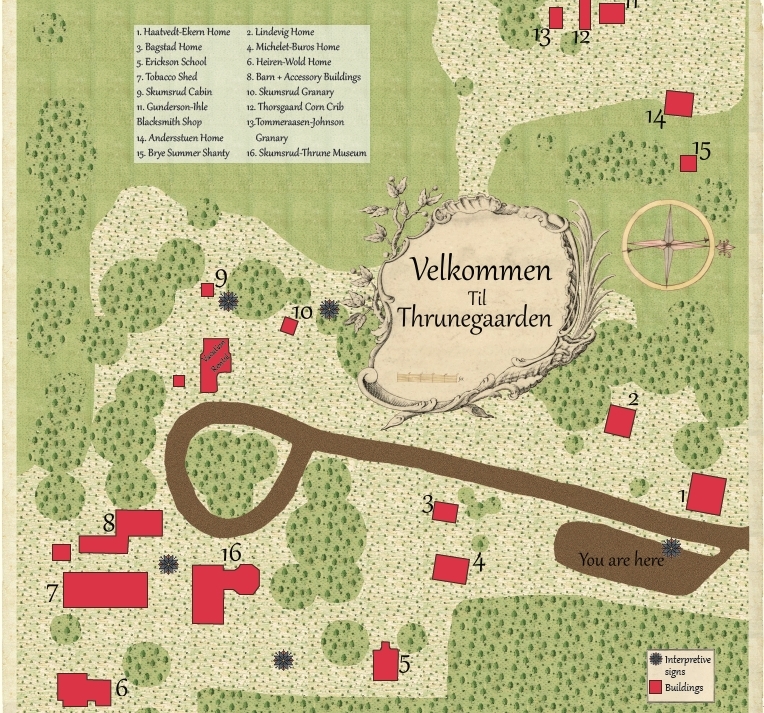 11
13
12
1. Haatvedt-Ekern Home 2. Lindevig Home
3. Bagstad Home 4. Michelet-Buros Home
5. Erickson School 6. Heiren-Wold Home
7. Tobacco Shed 8. Barn + Accessory Buildings
9. Skumsrud Cabin 10. Skumsrud Granary
11. Gunderson-Ihle 12. Thorsgaard Corn Crib
Blacksmith Shop 13.Tommeraasen-Johnson
14. Andersstuen Home Granary
15. Brye Summer Shanty 16. Skumsrud-Thrune Museum
14
15
Velkommen
Til
Thrunegaarden
9
10
2
1
3
8
16
4
You are here
7
5
6
Interpretive
signs
Buildings